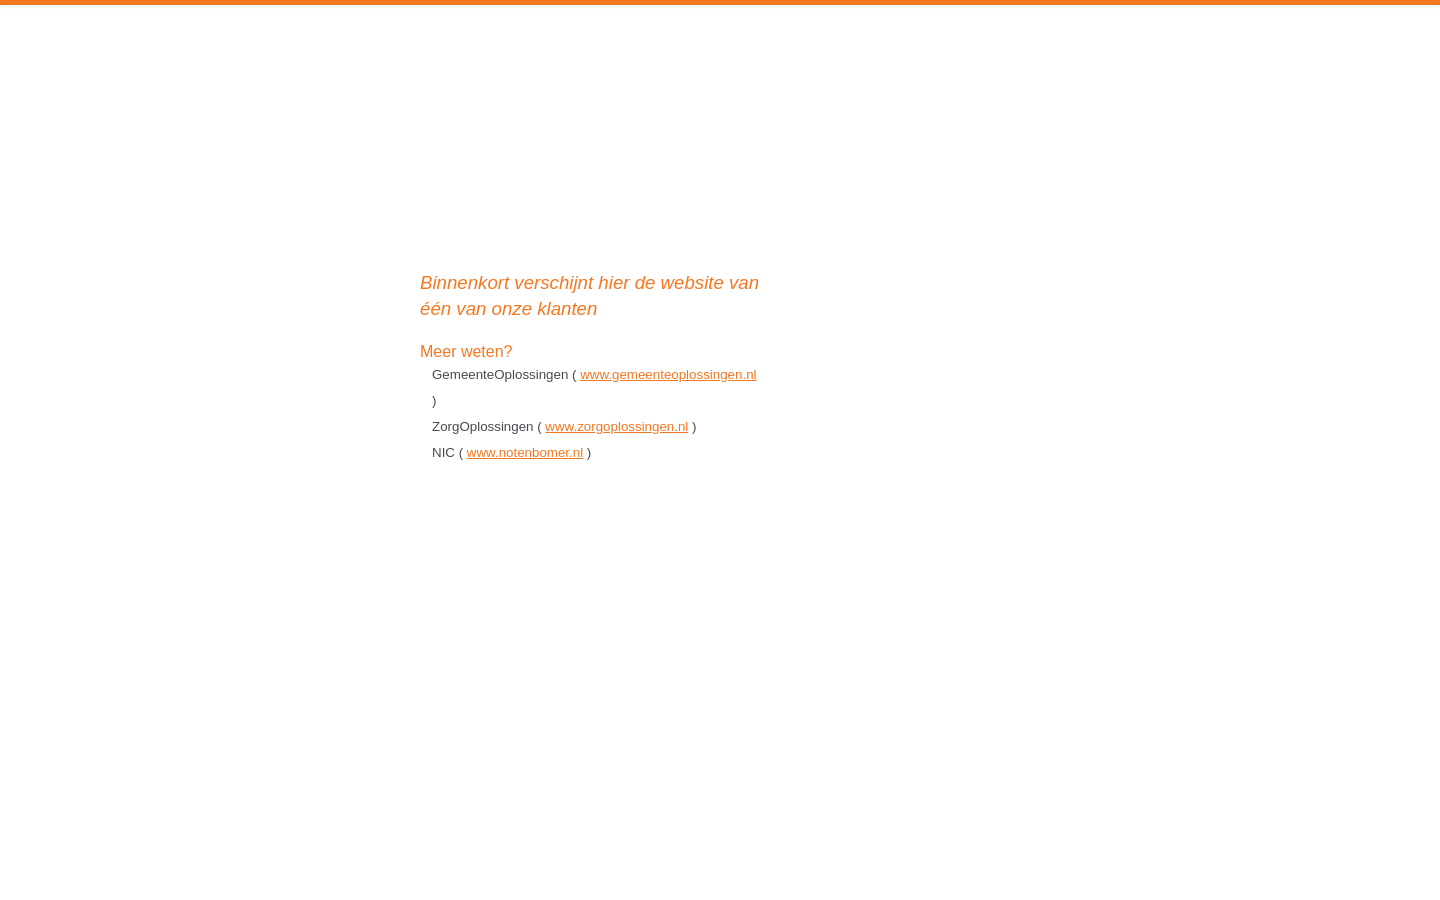 Binnenkort verschijnt hier de website van
één van onze klanten
Meer weten?
GemeenteOplossingen ( www.gemeenteoplossingen.nl
)
ZorgOplossingen ( www.zorgoplossingen.nl )
NIC ( www.notenbomer.nl )